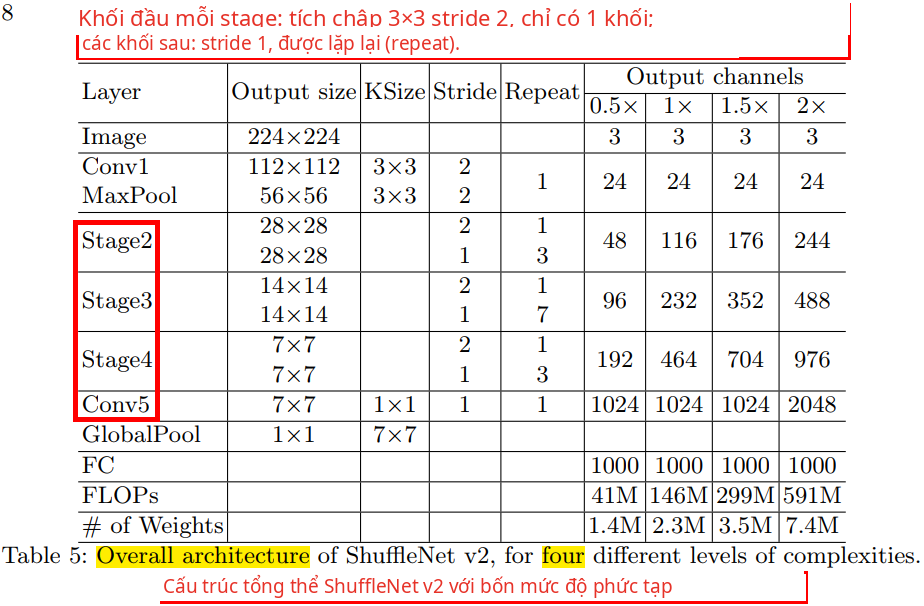 8
Khối đầu mỗi stage: tích chập 3×3 stride 2, chỉ có 1 khối;
các khối sau: stride 1, được lặp lại (repeat).
Layer Output size KSize Stride Repeat Output channels
0.5× 1× 1.5× 2×
Image 224×224 3 3 3 3
Conv1 112×112 3×3 2
MaxPool 56×56 3×3 2 1 24 24 24 24
Stage2 28×28 2 1 48 116 176 244
28×28 1 3
Stage3 14×14 2 1 96 232 352 488
14×14 1 7
Stage4 7×7 2 1 192 464 704 976
7×7 1 3
Conv5 7×7 1×1 1 1 1024 1024 1024 2048
GlobalPool 1×1 7×7
FC 1000 1000 1000 1000
FLOPs 41M 146M 299M 591M
# of Weights 1.4M 2.3M 3.5M 7.4M
Table 5: Overall architecture of ShuffleNet v2, for four different levels of complexities.
Cấu trúc tổng thể ShuffleNet v2 với bốn mức độ phức tạp